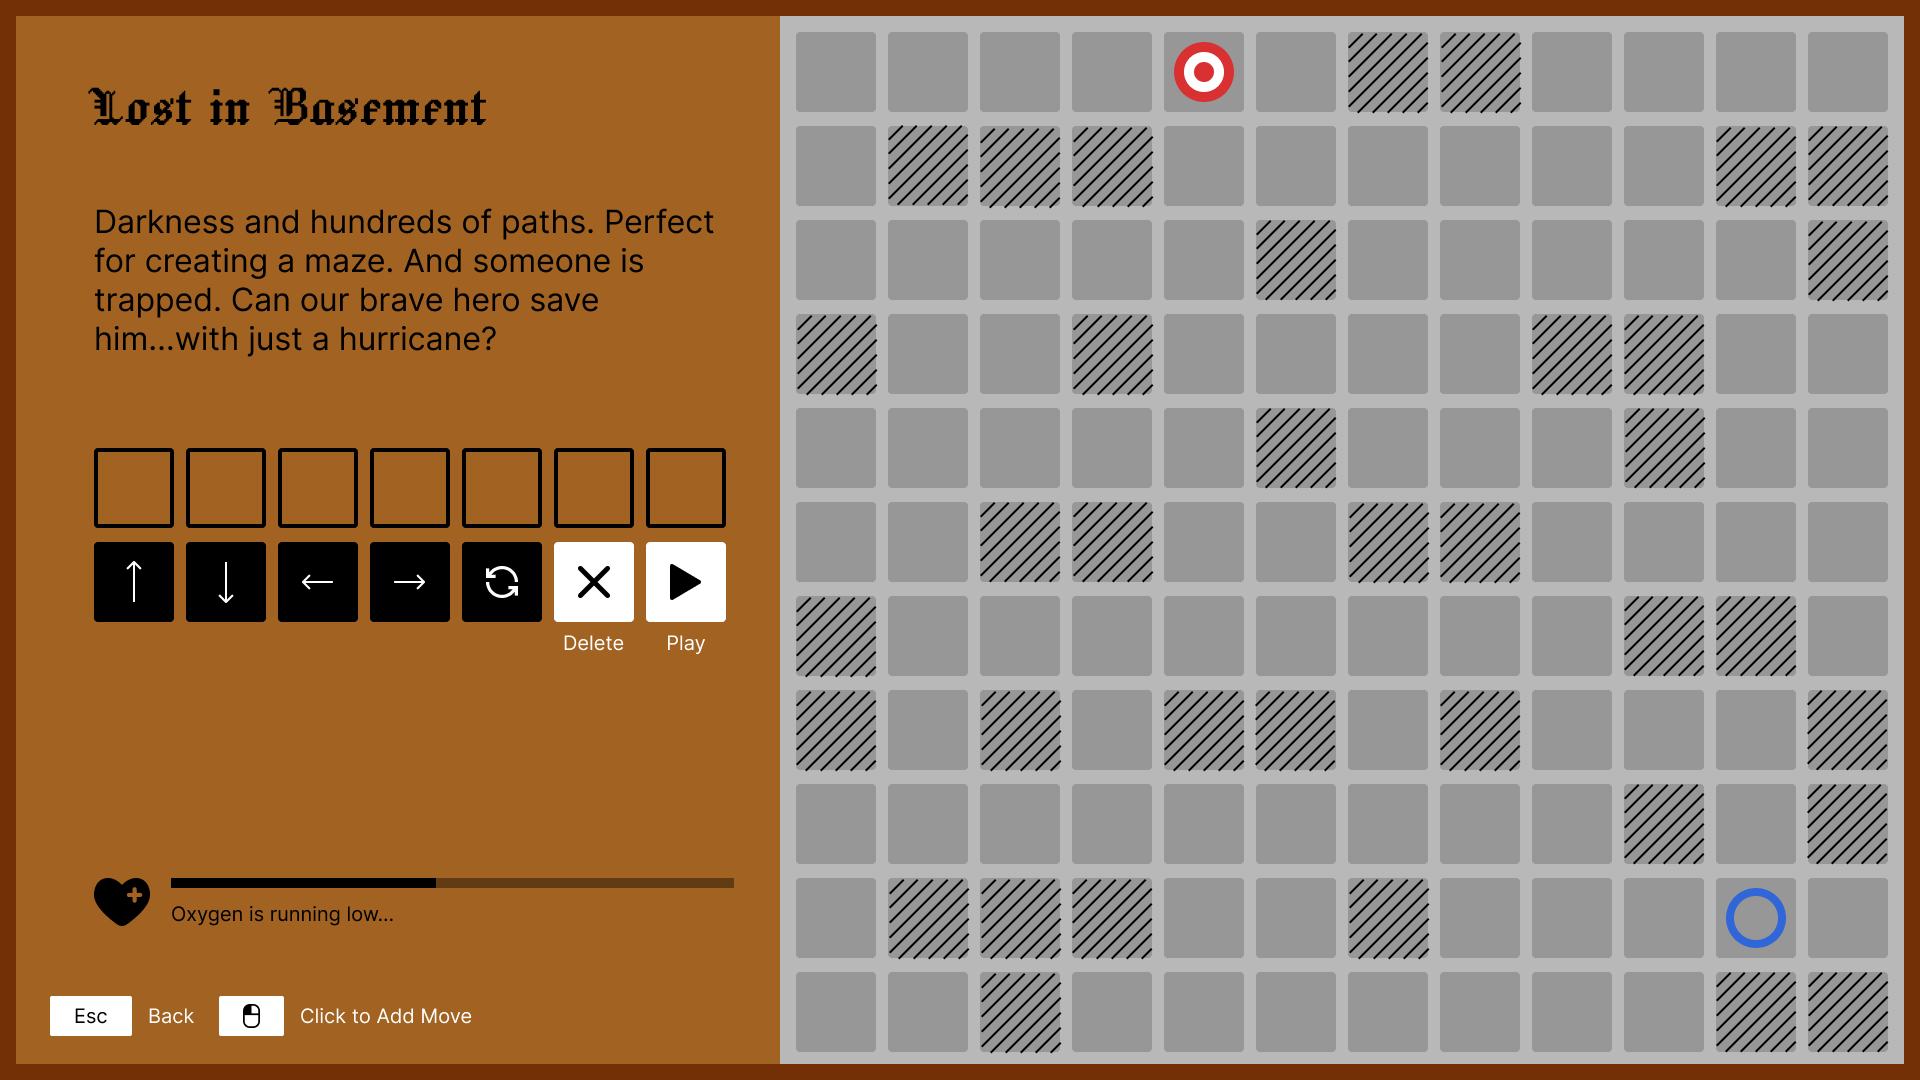 Lost in Basement
Darkness and hundreds of paths. Perfect
for creating a maze. And someone is
trapped. Can our brave hero save
him...with just a hurricane?
Delete
Play
Oxygen is running low...
Esc
Back
Click to Add Move